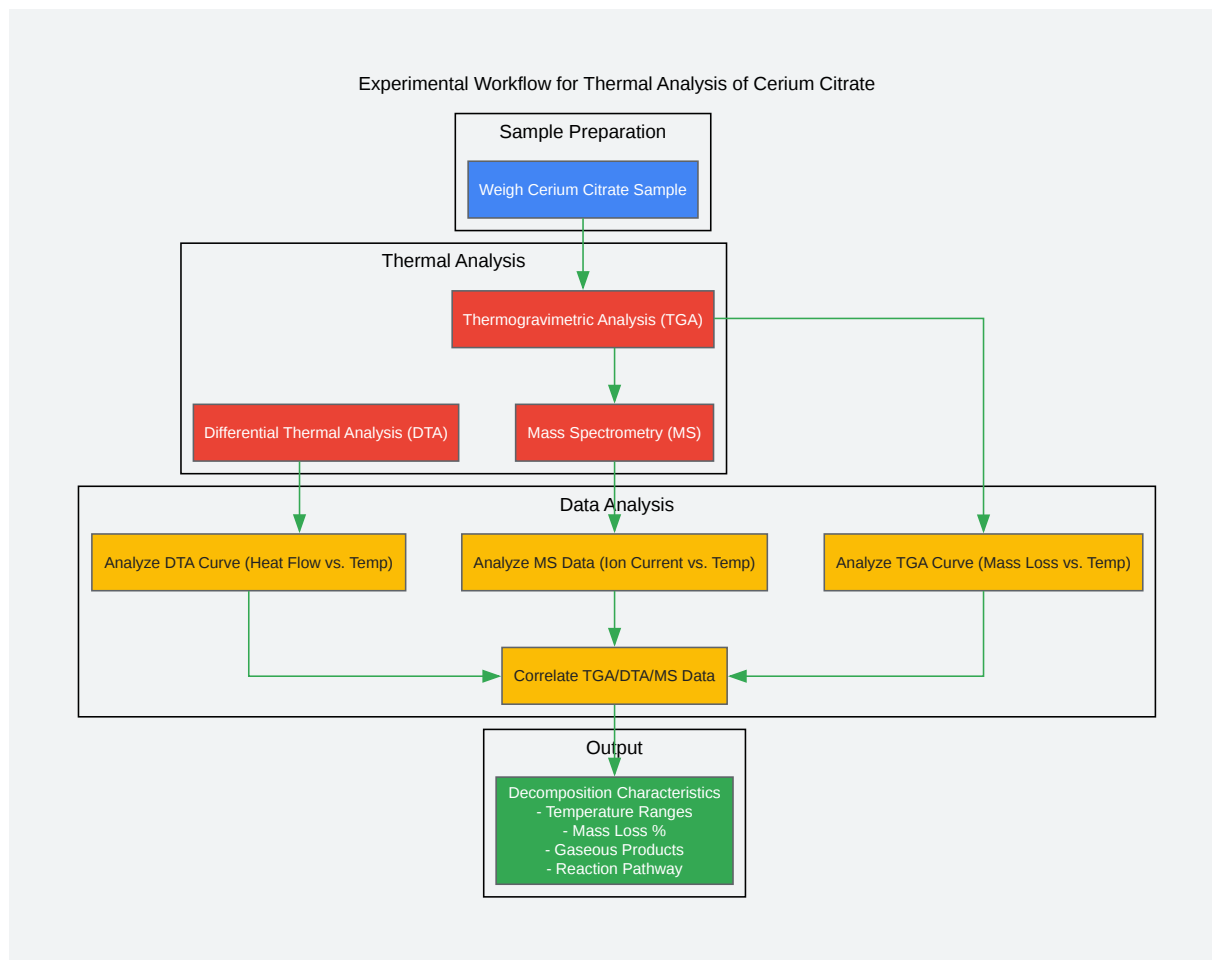 Experimental Workflow for Thermal Analysis of Cerium Citrate
Sample Preparation
Weigh Cerium Citrate Sample
Thermal Analysis
Thermogravimetric Analysis (TGA)
Differential Thermal Analysis (DTA)
Mass Spectrometry (MS)
Data Analysis
Analyze DTA Curve (Heat Flow vs. Temp)
Analyze MS Data (Ion Current vs. Temp)
Analyze TGA Curve (Mass Loss vs. Temp)
Correlate TGA/DTA/MS Data
Output
Decomposition Characteristics
- Temperature Ranges
- Mass Loss %
- Gaseous Products
- Reaction Pathway